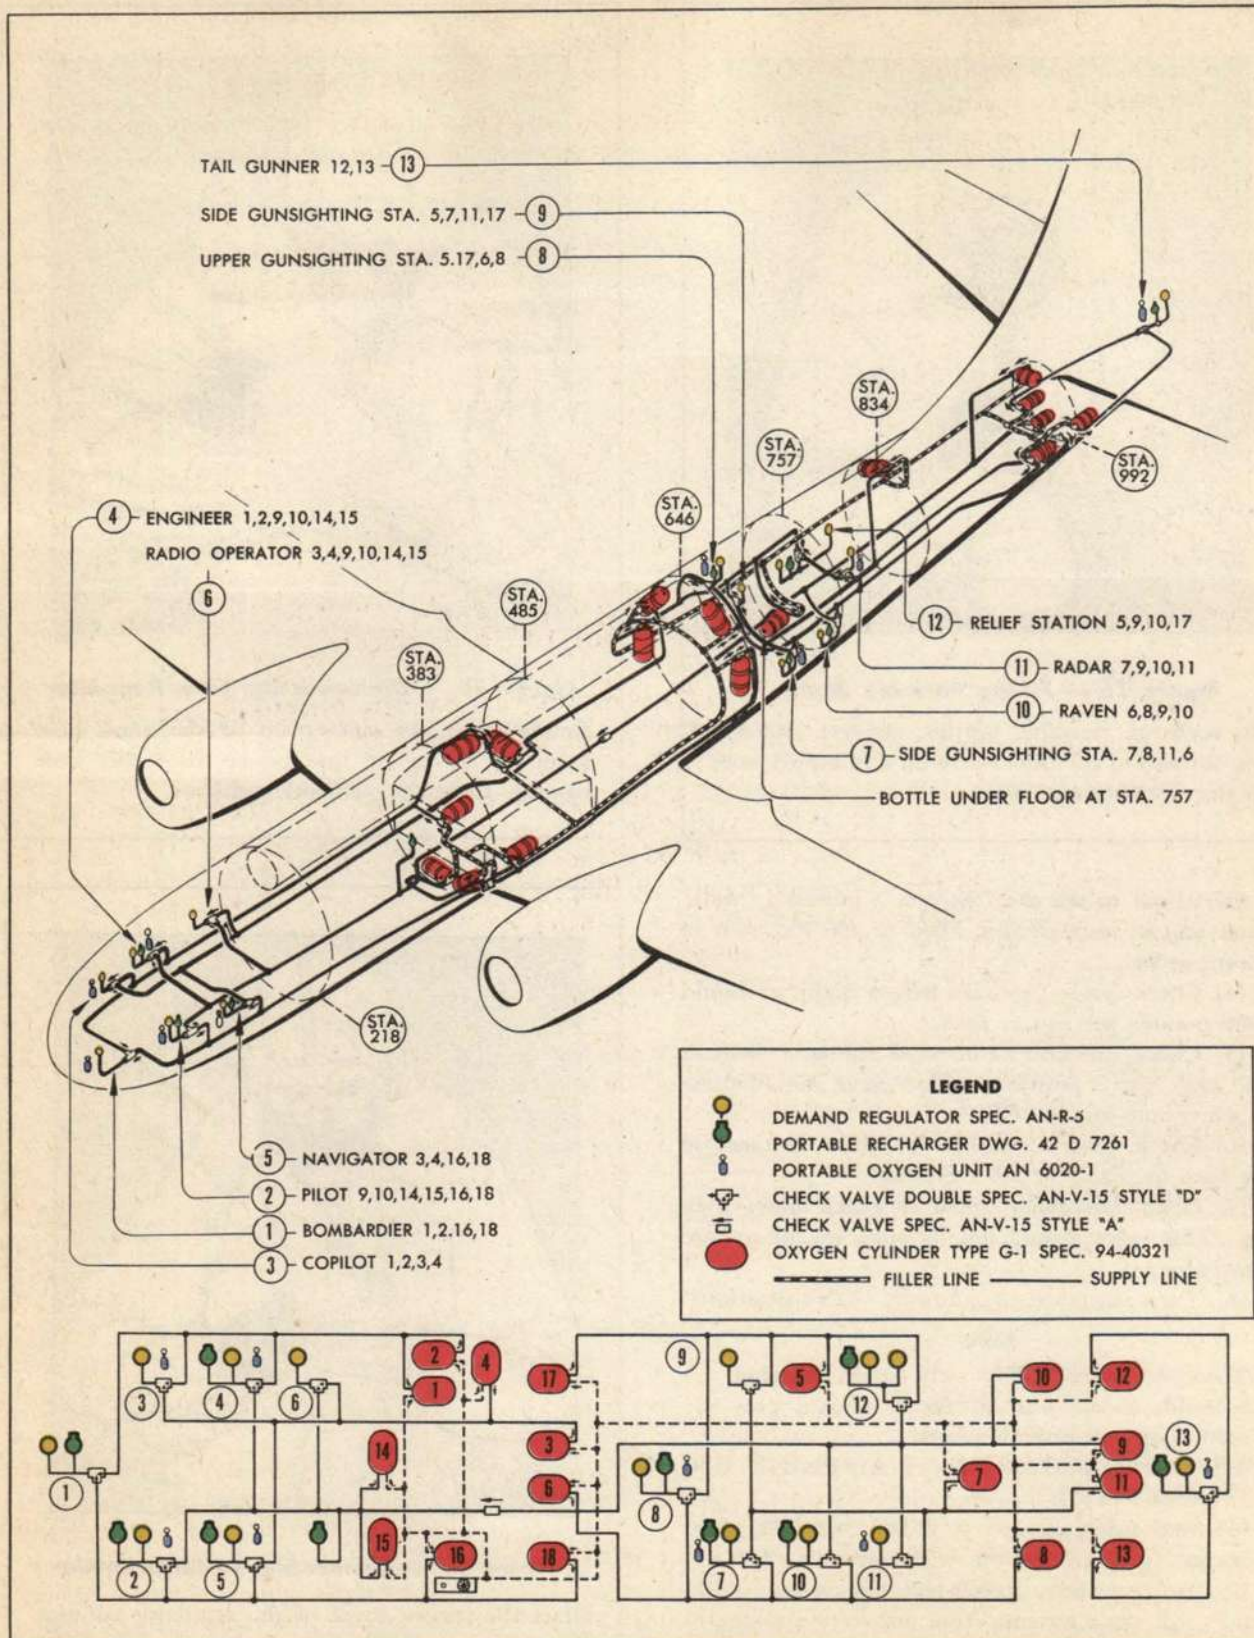 TAIL GUNNER 12,13 13
SIDE GUNSIGHTING STA. 5,7,11,17 9
UPPER GUNSIGHTING STA. 5.17,6,8 8
STA. 834
STA. 757
STA. 992
STA. 646
4 ENGINEER 1,2,9,10,14,15
RADIO OPERATOR 3,4,9,10,14,15
6
STA. 485
STA. 383
12 RELIEF STATION 5,9,10,17
11 RADAR 7,9,10,11
10 RAVEN 6,8,9,10
7 SIDE GUNSIGHTING STA. 7,8,11,6
BOTTLE UNDER FLOOR AT STA. 757
STA. 218
5 NAVIGATOR 3,4,16,18
2 PILOT 9,10,14,15,16,18
1 BOMBARDIER 1,2.16,18
3 COPILOT 1,2,3,4
LEGEND
DEMAND REGULATOR SPEC. AN-R-5
PORTABLE RECHARGER DWG. 42 D 7261
PORTABLE OXYGEN UNIT AN 6020-1
CHECK VALVE DOUBLE SPEC. AN-V-15 STYLE "D"
CHECK VALVE SPEC. AN-V-15 STYLE "A"
OXYGEN CYLINDER TYPE G-1 SPEC. 94-40321
FILLER LINE SUPPLY LINE
2 4 9 17 5 10 12
3 4 6 1 12
14 3 9 13
1 6 8 7 11
15 16 18 8 13
2 5 7 10 11